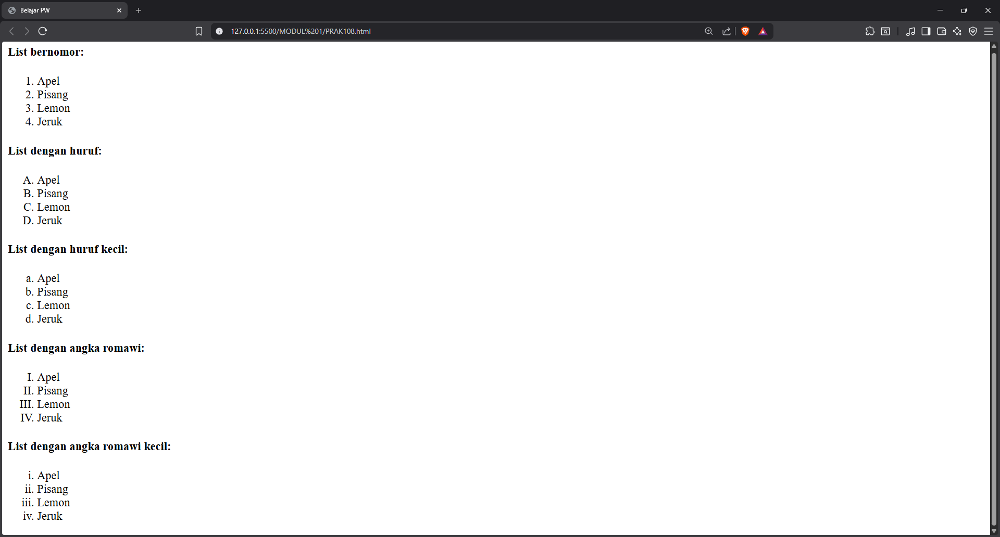 Belajar PW
127.0.0.1:5500/MODUL%201/PRAK108.html
List bernomor:
1. Apel
2. Pisang
3. Lemon
4. Jeruk
List dengan huruf:
A. Apel
B. Pisang
C. Lemon
D. Jeruk
List dengan huruf kecil:
a. Apel
b. Pisang
c. Lemon
d. Jeruk
List dengan angka romawi:
I. Apel
II. Pisang
III. Lemon
IV. Jeruk
List dengan angka romawi kecil:
i. Apel
ii. Pisang
iii. Lemon
iv. Jeruk